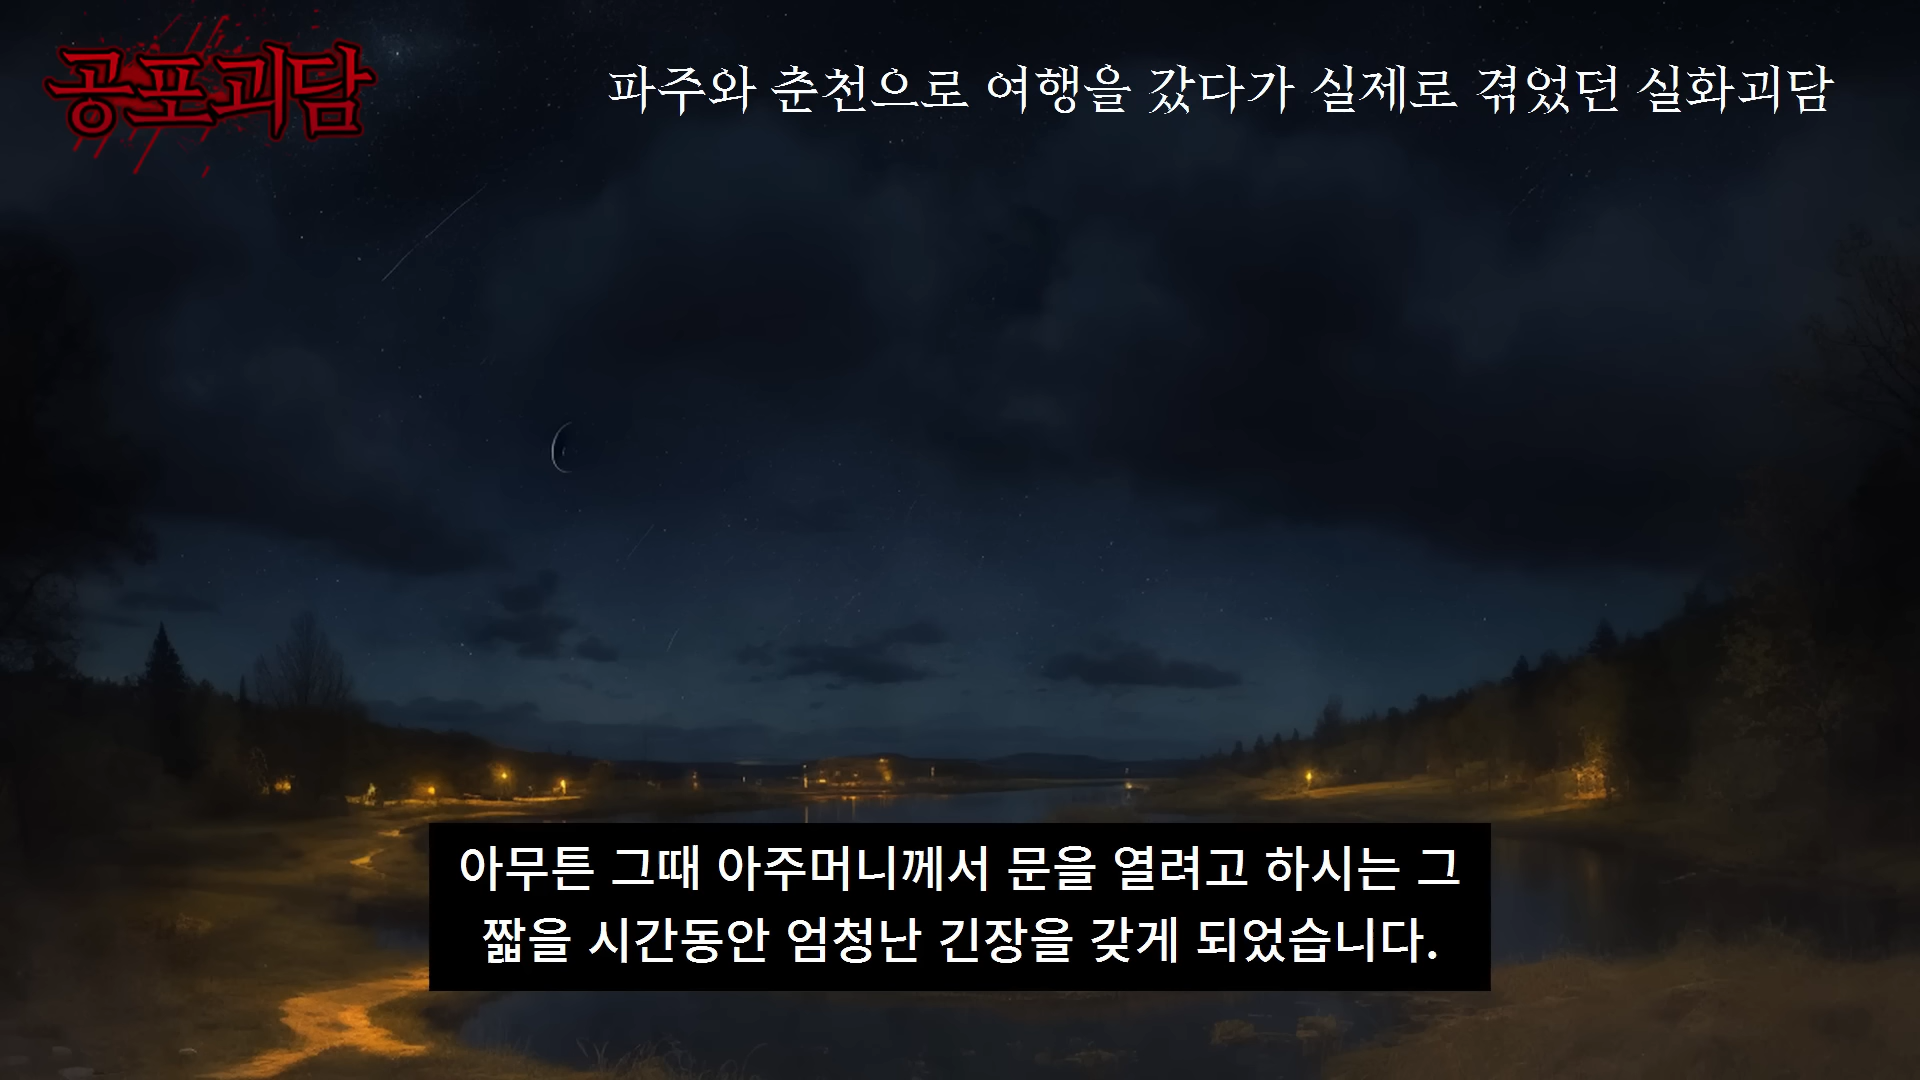 공포괴담
파주와 춘천으로 여행을 갔다가 실제로 겪었던 실화괴담
아무튼 그때 아주머니께서 문을 열려고 하시는 그
짧을 시간동안 엄청난 긴장을 갖게 되었습니다.